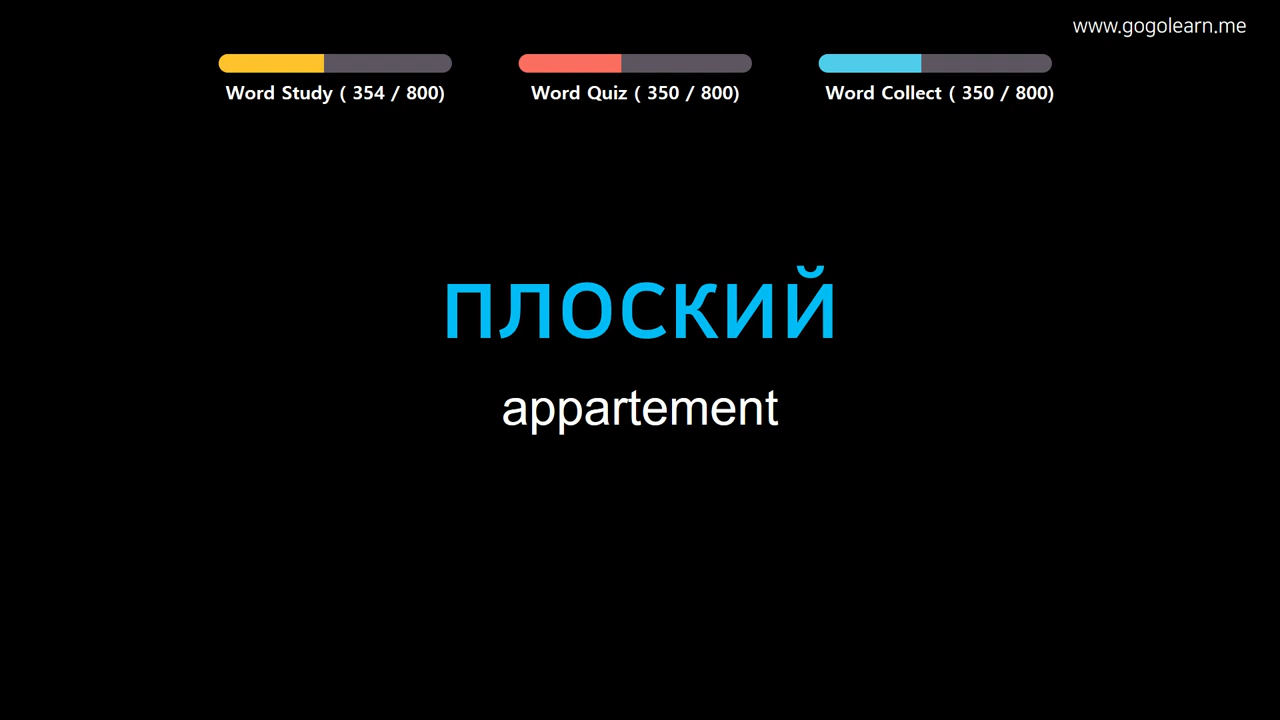 www.gogolearn.me
Word Study ( 354 / 800)
Word Quiz ( 350 / 800)
Word Collect ( 350 / 800)
плоский
appartement